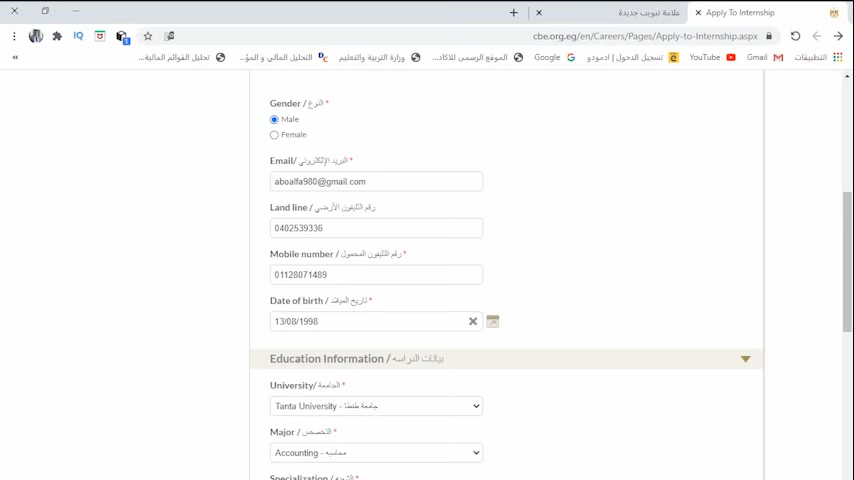 علامة تبويب جديدة
Apply To Internship
cbe.org.eg/en/Careers/Pages/Apply-to-Internship.aspx
IQ
1
التطبيقات
Gmail
YouTube
تسجيل الدخول | ادمودو
Google
الموقع الرسمى للاكاد...
وزارة التربية والتعليم
التحليل المالي و المؤ...
تحليل القوائم المالية...
Gender / النوع *
Male
Female
Email/ البريد الإلكتروني *
aboalfa980@gmail.com
Land line / رقم التليفون الأرضي
0402539336
Mobile number / رقم التليفون المحمول *
01128071489
Date of birth / تاريخ الميلاد *
13/08/1998
Education Information / بيانات الدراسه
University/ الجامعة *
Tanta University - جامعة طنطا
Major / التخصص *
Accounting - محاسبه
Specialization / *